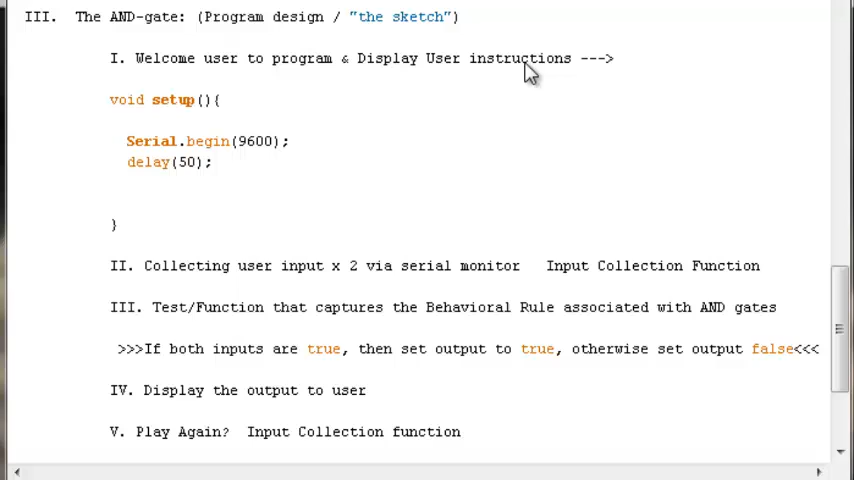 III. The AND-gate: (Program design / "the sketch")
I. Welcome user to program & Display User instructions --->
void setup(){
Serial.begin(9600);
delay(50);
}
II. Collecting user input x 2 via serial monitor Input Collection Function
III. Test/Function that captures the Behavioral Rule associated with AND gates
>>>If both inputs are true, then set output to true, otherwise set output false<<<
IV. Display the output to user
V. Play Again? Input Collection function